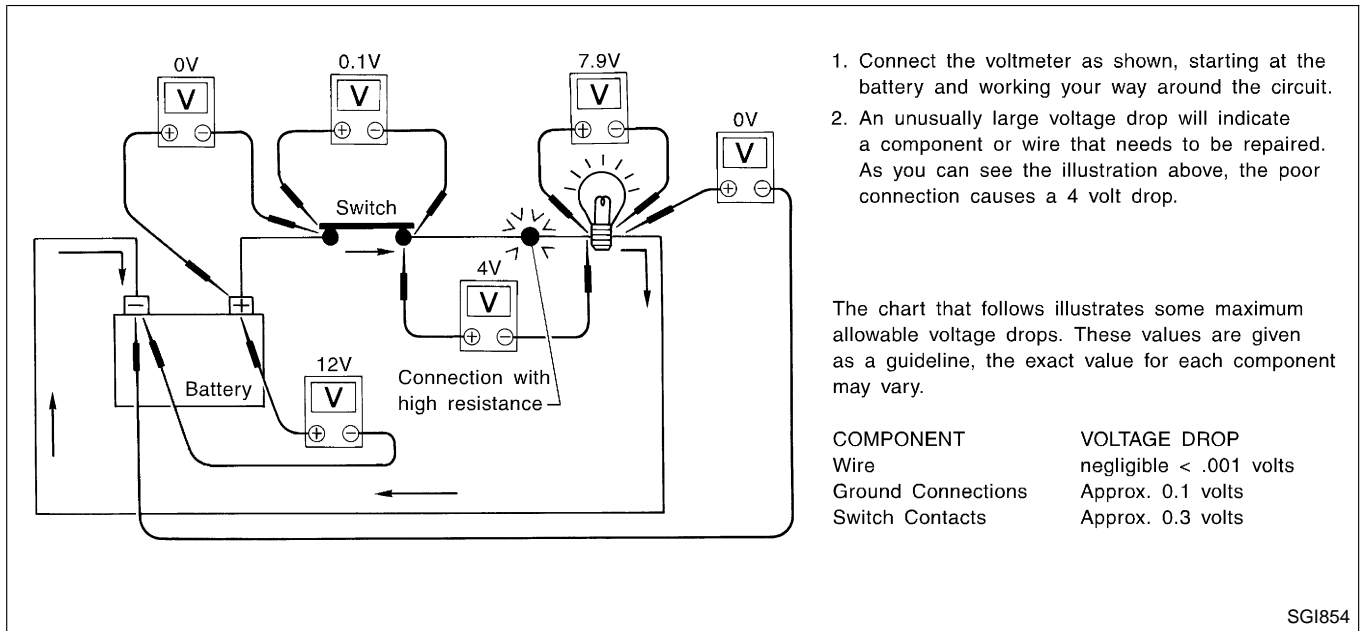 0V
0.1V
7.9V
0V
V
V
V
V
+ −
+ −
+ −
+ −
Switch
4V
V
+ −
− +
Battery
12V
V
+ −
Connection with
high resistance
1. Connect the voltmeter as shown, starting at the
battery and working your way around the circuit.
2. An unusually large voltage drop will indicate
a component or wire that needs to be repaired.
As you can see the illustration above, the poor
connection causes a 4 volt drop.
The chart that follows illustrates some maximum
allowable voltage drops. These values are given
as a guideline, the exact value for each component
may vary.
COMPONENT VOLTAGE DROP
Wire negligible < .001 volts
Ground Connections Approx. 0.1 volts
Switch Contacts Approx. 0.3 volts
SGI854